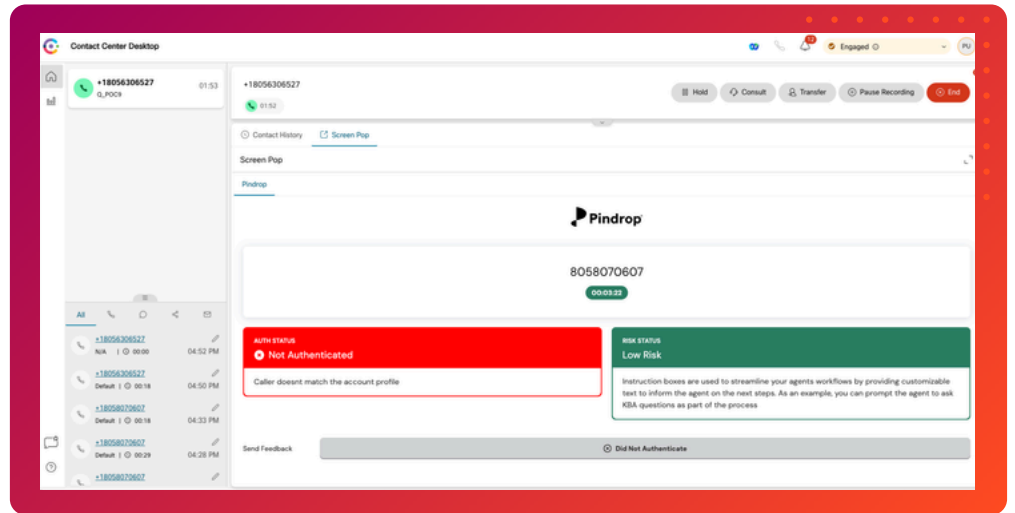 Contact Center Desktop
12
Engaged
PU
+18056306527
Q_POC9
01:53
+18056306527
01:52
Hold
Consult
Transfer
Pause Recording
End
Contact History
Screen Pop
Screen Pop
Pindrop
Pindrop
8058070607
00:03:22
AUTH STATUS
Not Authenticated
Caller doesnt match the account profile
RISK STATUS
Low Risk
Instruction boxes are used to streamline your agents workflows by providing customizable
text to inform the agent on the next steps. As an example, you can prompt the agent to ask
KBA questions as part of the process
Send Feedback
Did Not Authenticate
All
+18056306527
N/A | 00:00 04:52 PM
+18056306527
Default | 00:18 04:50 PM
+18058070607
Default | 00:18 04:33 PM
+18058070607
Default | 00:29 04:28 PM
+18058070607